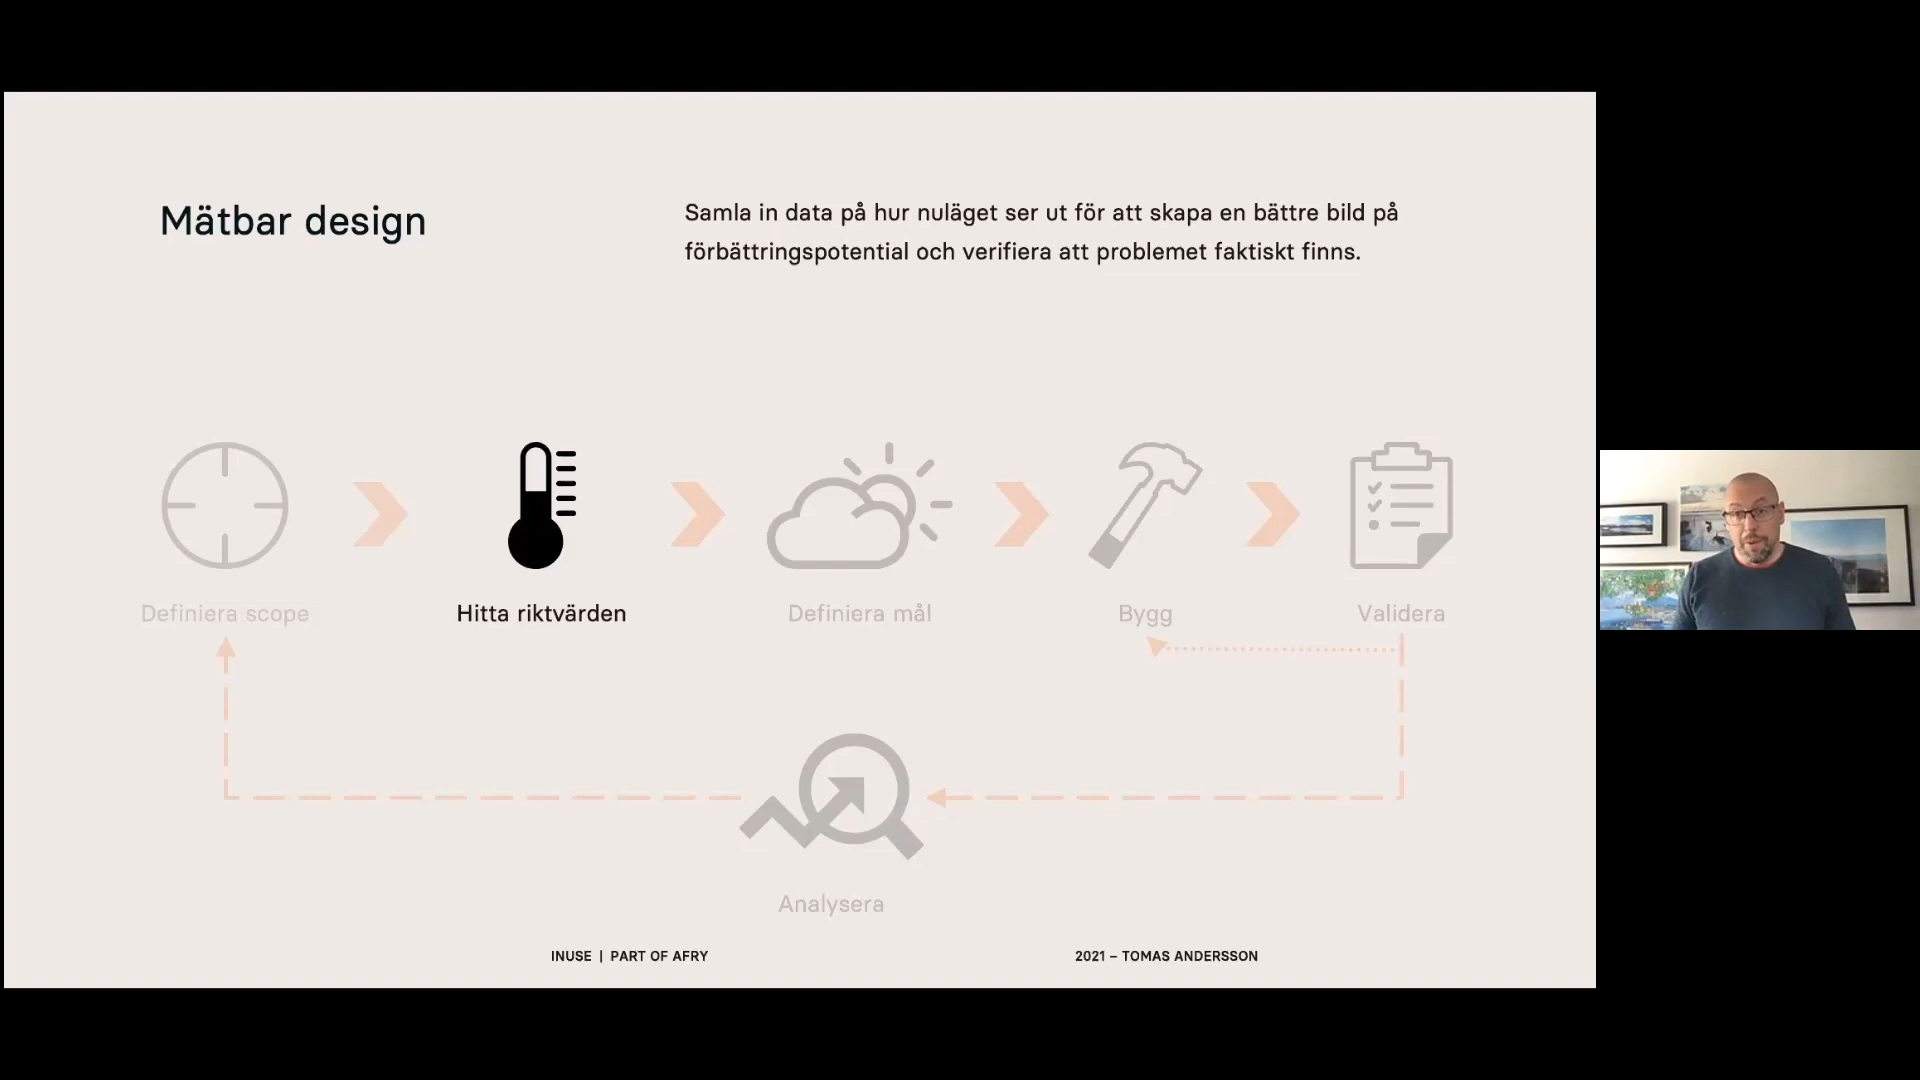 Mätbar design
Samla in data på hur nuläget ser ut för att skapa en bättre bild på
förbättringspotential och verifiera att problemet faktiskt finns.
Definiera scope
Hitta riktvärden
Definiera mål
Bygg
Validera
Analysera
INUSE | PART OF AFRY
2021 – TOMAS ANDERSSON